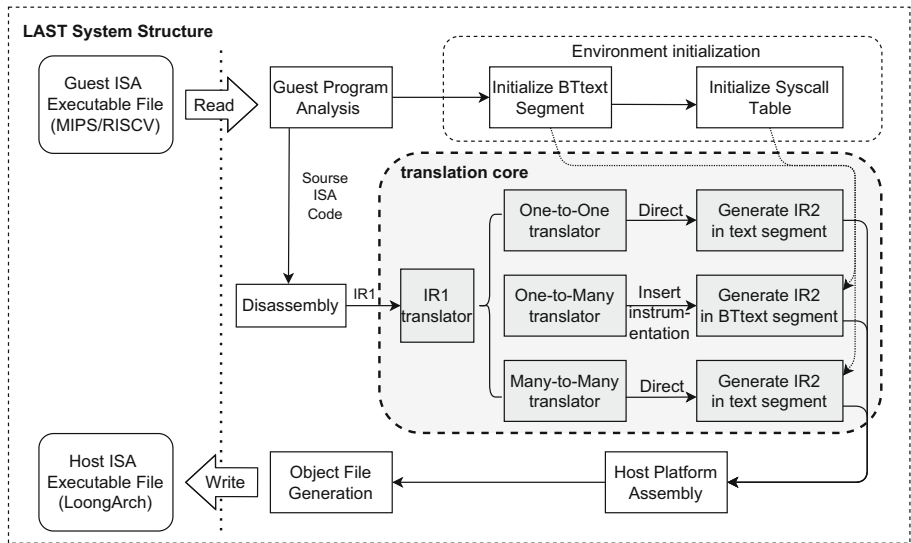 LAST System Structure
Environment initialization
Guest ISA
Executable File
(MIPS/RISCV)
Read
Guest Program
Analysis
Initialize BTtext
Segment
Initialize Syscall
Table
Sourse
ISA
Code
translation core
One-to-One
translator
Direct
Generate IR2
in text segment
Disassembly
IR1
IR1
translator
One-to-Many
translator
Insert
instrum-
entation
Generate IR2
in BTtext segment
Many-to-Many
translator
Direct
Generate IR2
in text segment
Host ISA
Executable File
(LoongArch)
Write
Object File
Generation
Host Platform
Assembly